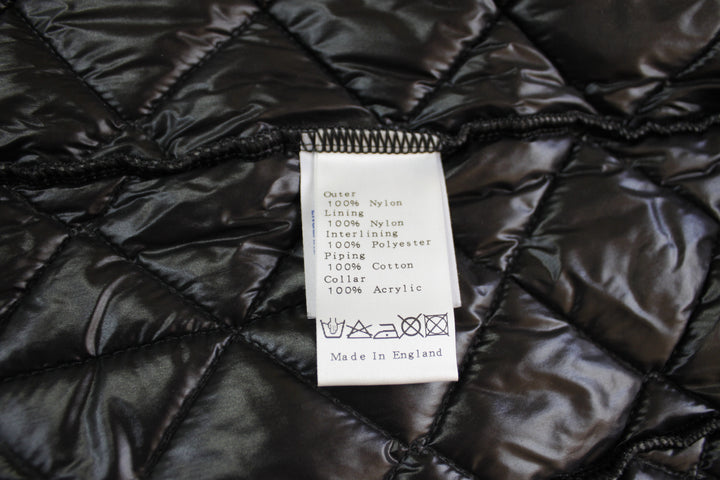 Outer
100% Nylon
Lining
100% Nylon
Interlining
100% Polyester
Piping
100% Cotton
Collar
100% Acrylic
Made In England